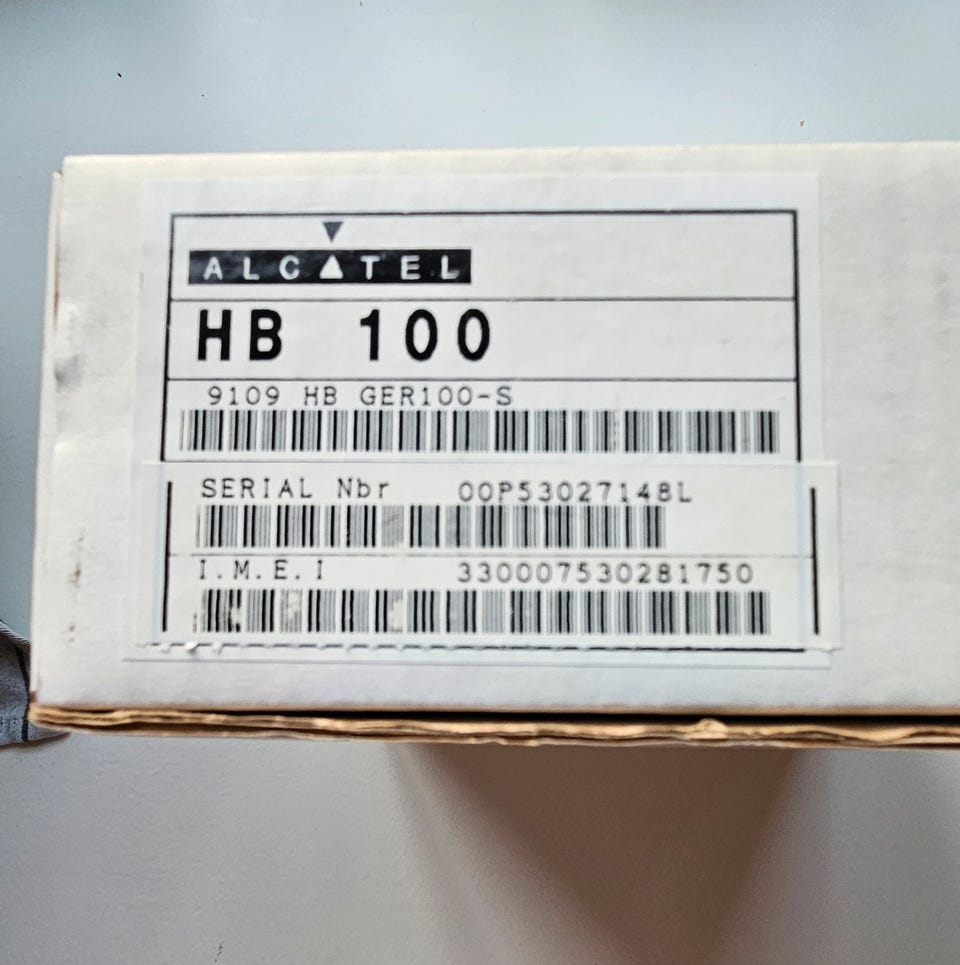 ALCATEL
HB 100
9109 HB GER100-S
SERIAL Nbr 00P53027148L
I.M.E.I 330007530281750